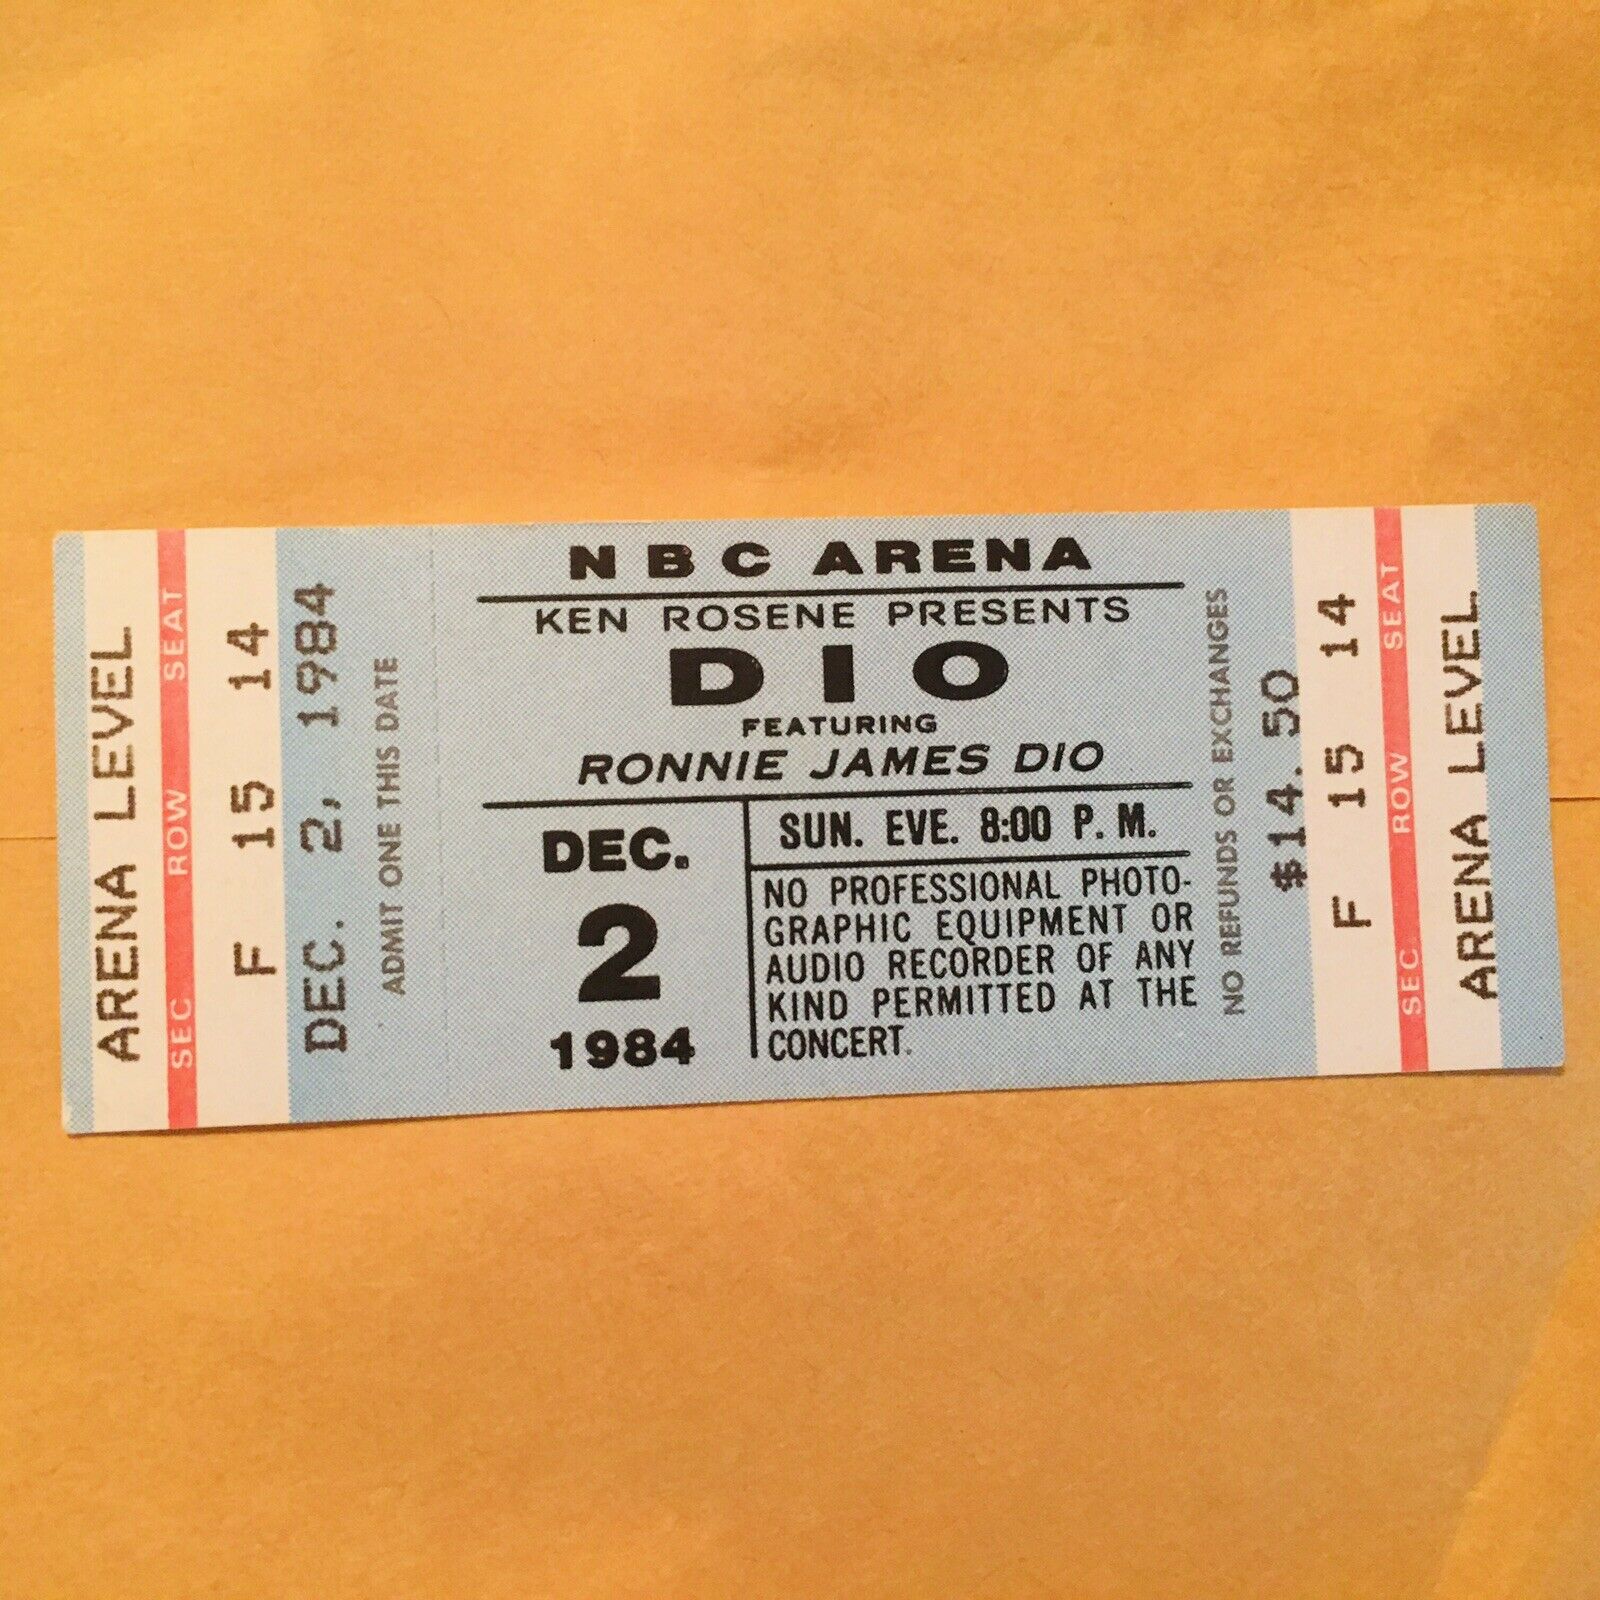 ARENA LEVEL
SEC ROW SEAT
F 15 14
DEC. 2, 1984
ADMIT ONE THIS DATE
NBC ARENA
KEN ROSENE PRESENTS
DIO
FEATURING
RONNIE JAMES DIO
DEC.
2
1984
SUN. EVE. 8:00 P.M.
NO PROFESSIONAL PHOTO-
GRAPHIC EQUIPMENT OR
AUDIO RECORDER OF ANY
KIND PERMITTED AT THE
CONCERT.
NO REFUNDS OR EXCHANGES
$14.50
F 15 14
SEC ROW SEAT
ARENA LEVEL